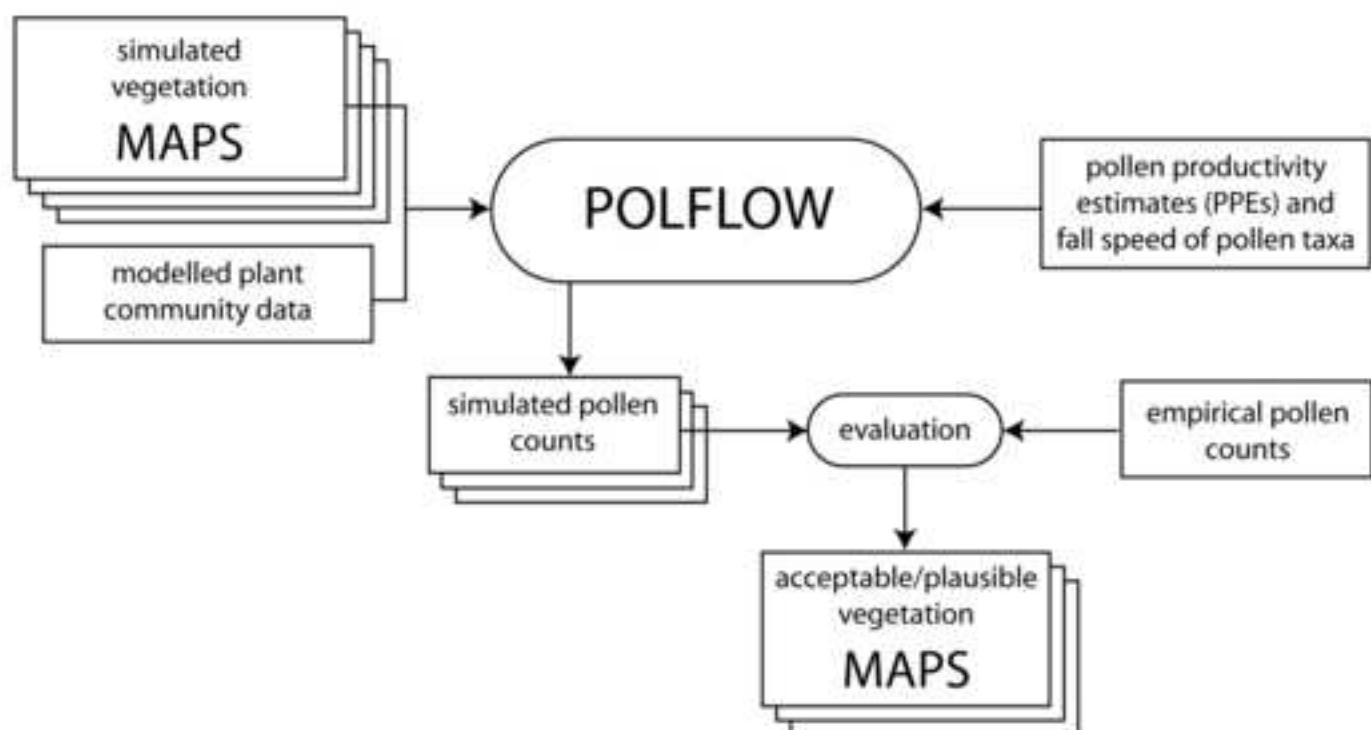 simulated
vegetation
MAPS
modelled plant
community data
POLFLOW
pollen productivity
estimates (PPEs) and
fall speed of pollen taxa
simulated pollen
counts
evaluation
empirical pollen
counts
acceptable/plausible
vegetation
MAPS